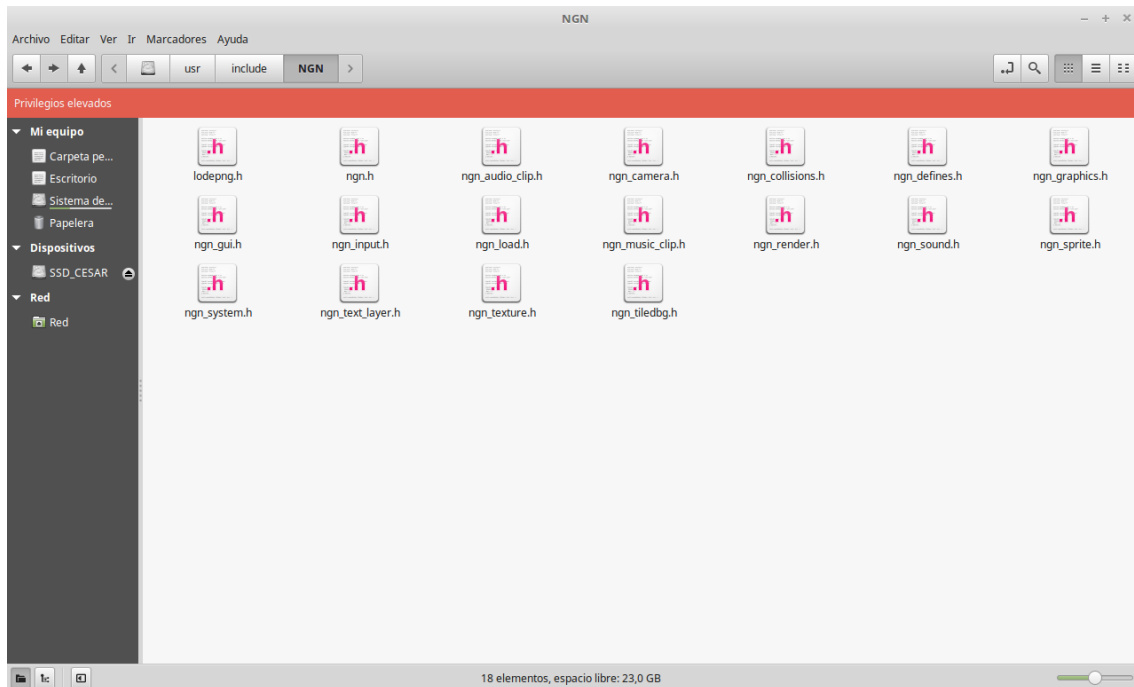 NGN
Archivo Editar Ver Ir Marcadores Ayuda
usr include NGN
Privilegios elevados
Mi equipo
Carpeta pe...
Escritorio
Sistema de...
Papelera
Dispositivos
SSD_CESAR
Red
Red
.h .h .h .h .h .h .h
lodepng.h ngn.h ngn_audio_clip.h ngn_camera.h ngn_collisions.h ngn_defines.h ngn_graphics.h
.h .h .h .h .h .h .h
ngn_gui.h ngn_input.h ngn_load.h ngn_music_clip.h ngn_render.h ngn_sound.h ngn_sprite.h
.h .h .h .h
ngn_system.h ngn_text_layer.h ngn_texture.h ngn_tiledbg.h
18 elementos, espacio libre: 23,0 GB